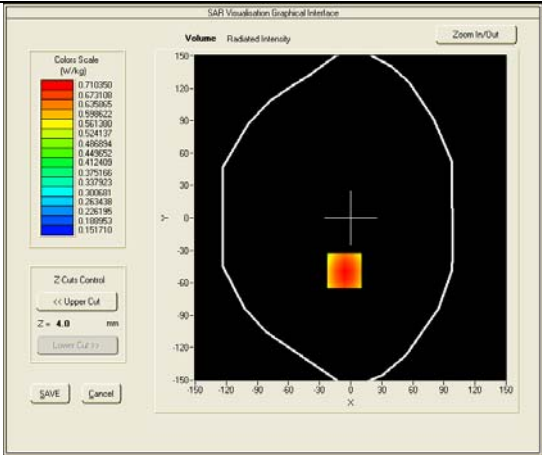 SAR Visualisation Graphical Interface
Volume Radiated Intensity
Zoom In/Out
Colors Scale
(W/kg)
0.710350
0.673108
0.635865
0.598622
0.561380
0.524137
0.486894
0.449652
0.412409
0.375166
0.337923
0.300681
0.263438
0.226195
0.188953
0.151710
150
120
90
60
30
0
-30
-60
-90
-120
-150
Y
-150 -120 -90 -60 -30 0 30 60 90 120 150
X
Z Cuts Control
<< Upper Cut
Z = 4.0 mm
Lower Cut >>
SAVE Cancel